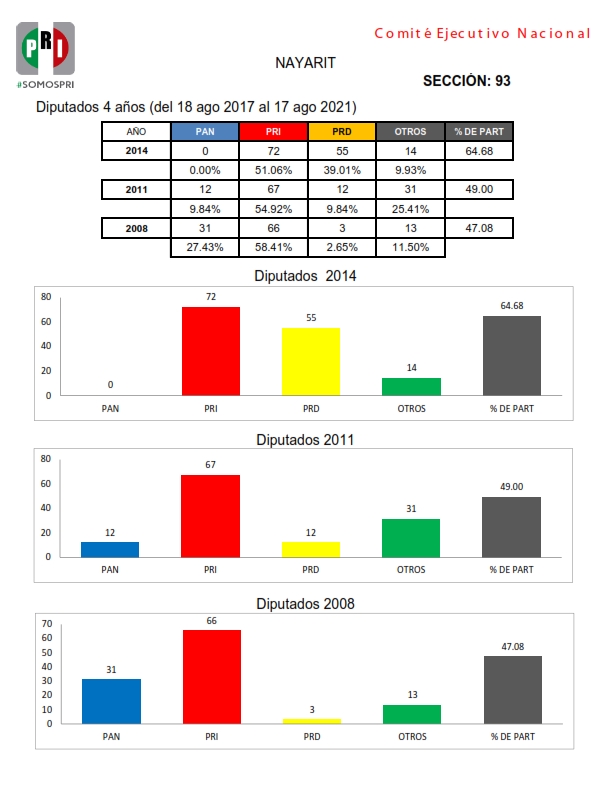 PRI
#SOMOSPRI
Comité Ejecutivo Nacional
NAYARIT
SECCIÒN: 93
Diputados 4 años (del 18 ago 2017 al 17 ago 2021)
AÑO PAN PRI PRD OTROS % DE PART
2014 0 72 55 14 64.68
0.00% 51.06% 39.01% 9.93%
2011 12 67 12 31 49.00
9.84% 54.92% 9.84% 25.41%
2008 31 66 3 13 47.08
27.43% 58.41% 2.65% 11.50%
Diputados 2014
80
60
40
20
0
0 72 55 14 64.68
PAN PRI PRD OTROS % DE PART
Diputados 2011
80
60
40
20
0
12 67 12 31 49.00
PAN PRI PRD OTROS % DE PART
Diputados 2008
70
60
50
40
30
20
10
0
31 66 3 13 47.08
PAN PRI PRD OTROS % DE PART